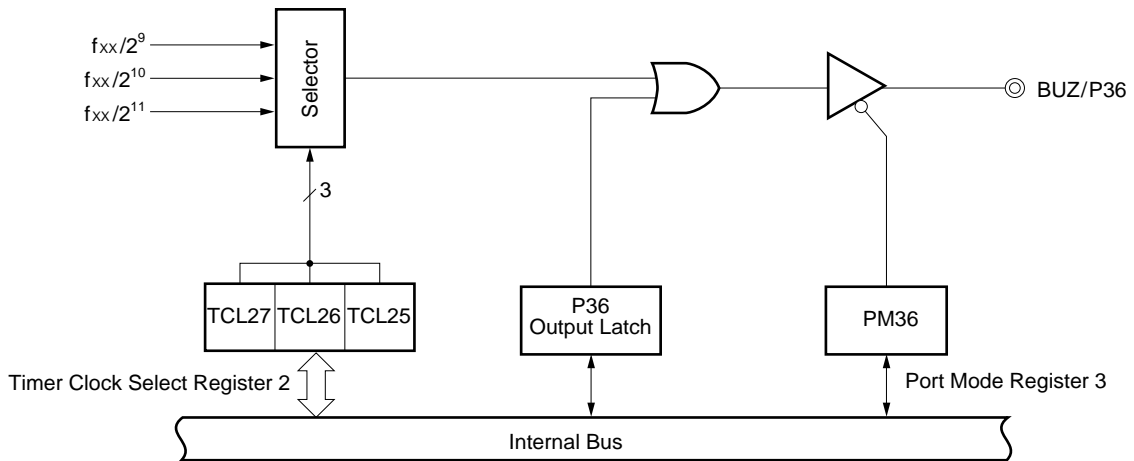 fxx/2⁹
fxx/2¹⁰
fxx/2¹¹
Selector
BUZ/P36
3
TCL27 TCL26 TCL25
P36
Output Latch
PM36
Timer Clock Select Register 2
Port Mode Register 3
Internal Bus